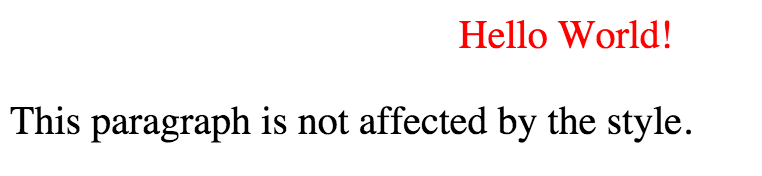 Hello World!
This paragraph is not affected by the style.